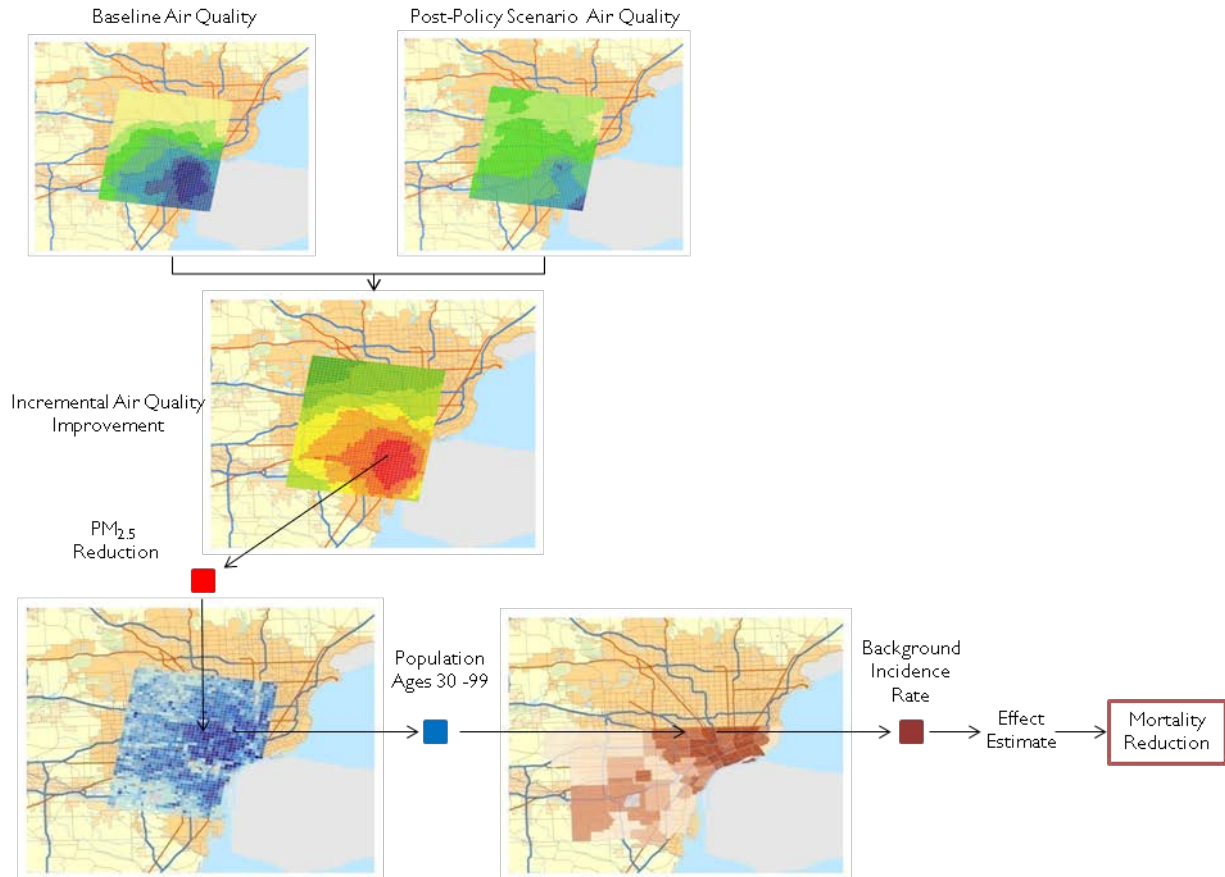 Baseline Air Quality
Post-Policy Scenario Air Quality
Incremental Air Quality
Improvement
PM2.5
Reduction
Population
Ages 30 -99
Background
Incidence
Rate
Effect
Estimate
Mortality
Reduction